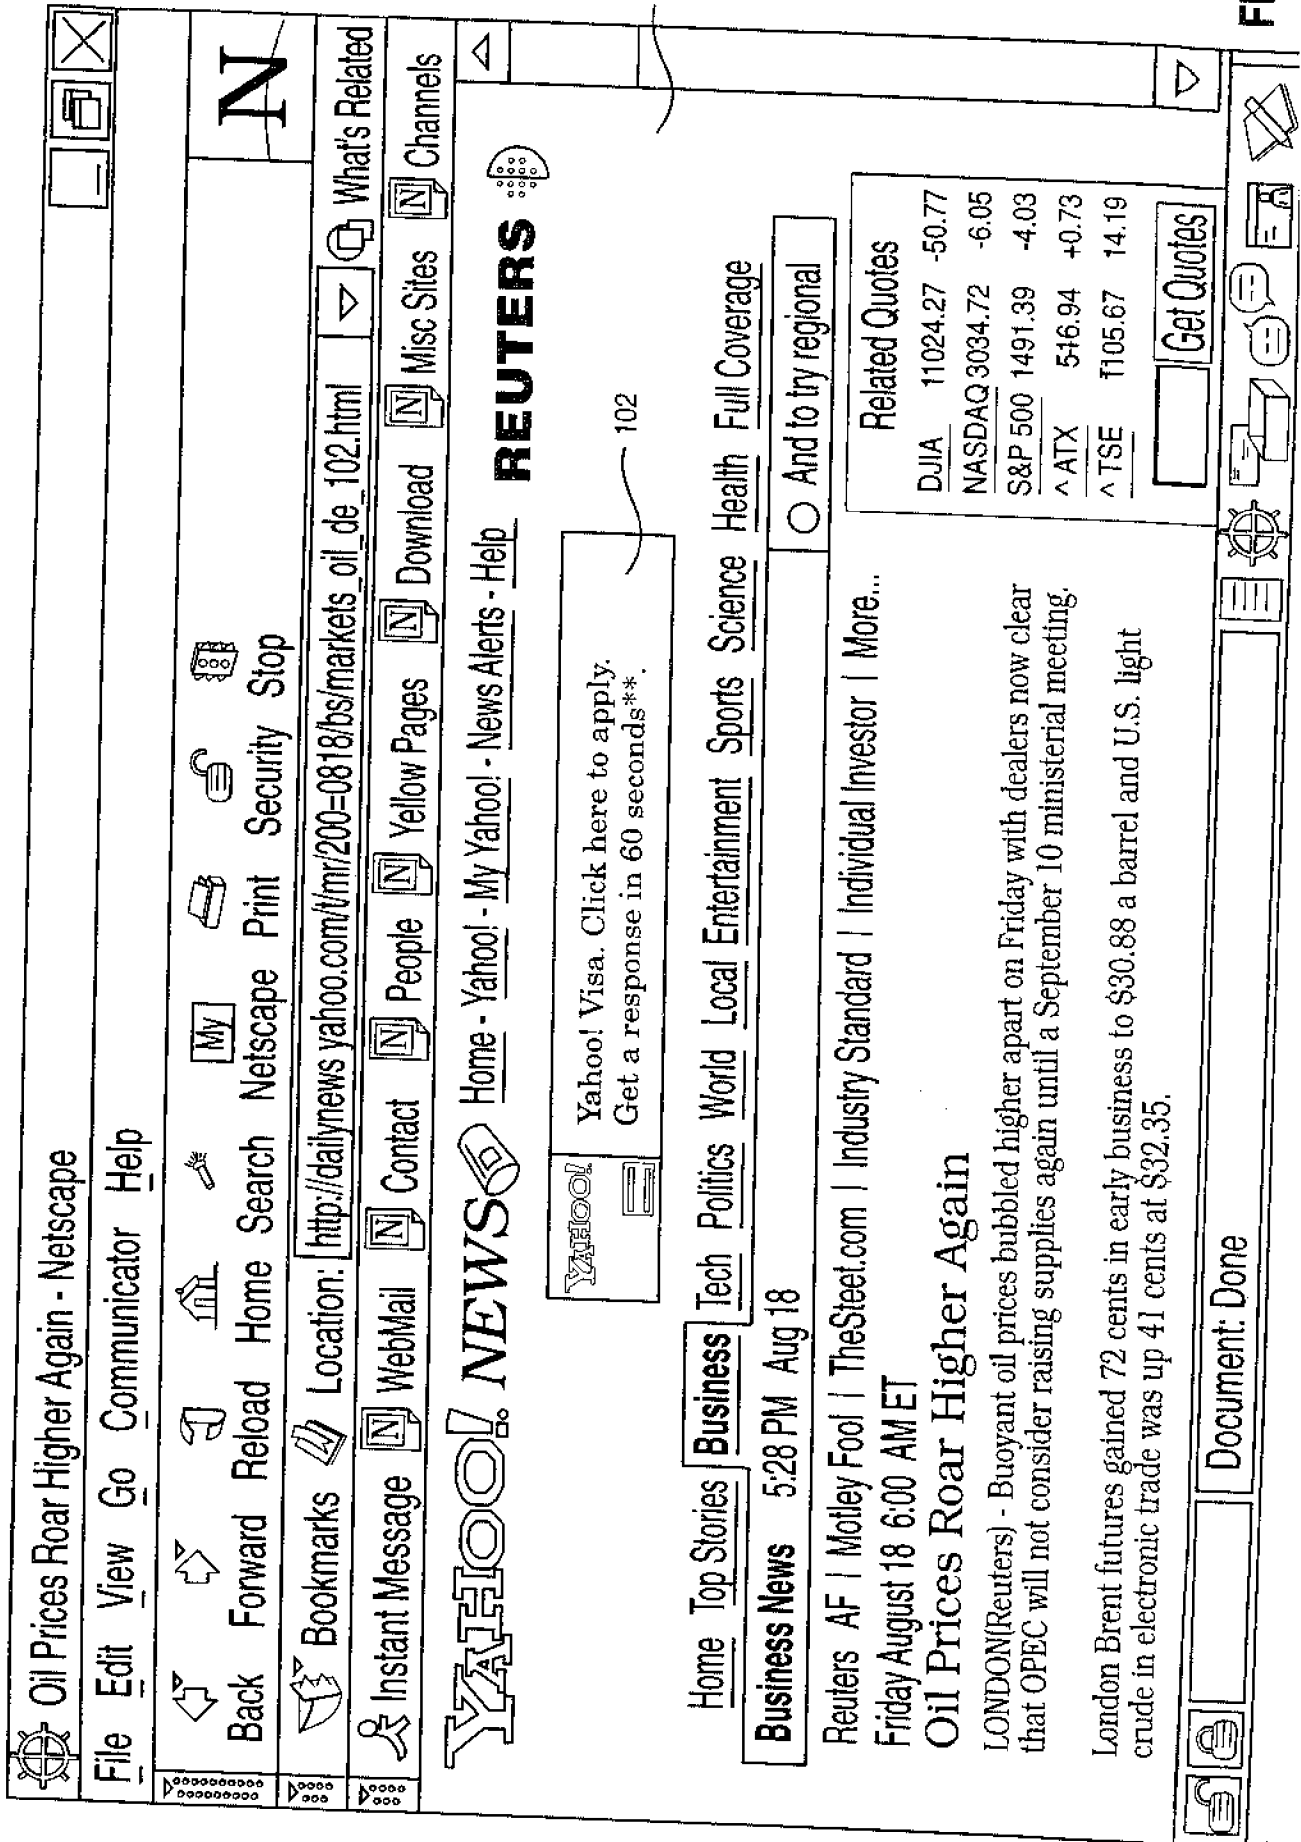 Oil Prices Roar Higher Again - Netscape
File Edit View Go Communicator Help
My
Back Forward Reload Home Search Netscape Print Security Stop
N
Bookmarks Location: http://dailynews yahoo.com/t/mr/200=0818/bs/markets_oil_de_102.html What's Related
Instant Message N WebMail N Contact N People N Yellow Pages N Download N Misc Sites N Channels
YAHOO! NEWS Home - Yahoo! - My Yahoo! - News Alerts - Help REUTERS
YAHOO!
Yahoo! Visa. Click here to apply.
Get a response in 60 seconds**.
102
Home Top Stories Business Tech Politics World Local Entertainment Sports Science Health Full Coverage
Business News 5:28 PM Aug 18 And to try regional
Reuters AF | Motley Fool | TheSteet.com | Industry Standard | Individual Investor | More...
Friday August 18 6:00 AM ET
Oil Prices Roar Higher Again
LONDON(Reuters) - Buoyant oil prices bubbled higher apart on Friday with dealers now clear
that OPEC will not consider raising supplies again until a September 10 ministerial meeting.
London Brent futures gained 72 cents in early business to $30.88 a barrel and U.S. light
crude in electronic trade was up 41 cents at $32.35.
Related Quotes
DJIA 11024.27 -50.77
NASDAQ 3034.72 -6.05
S&P 500 1491.39 -4.03
^ ATX 516.94 +0.73
^ TSE 1105.67 14.19
Get Quotes
Document: Done